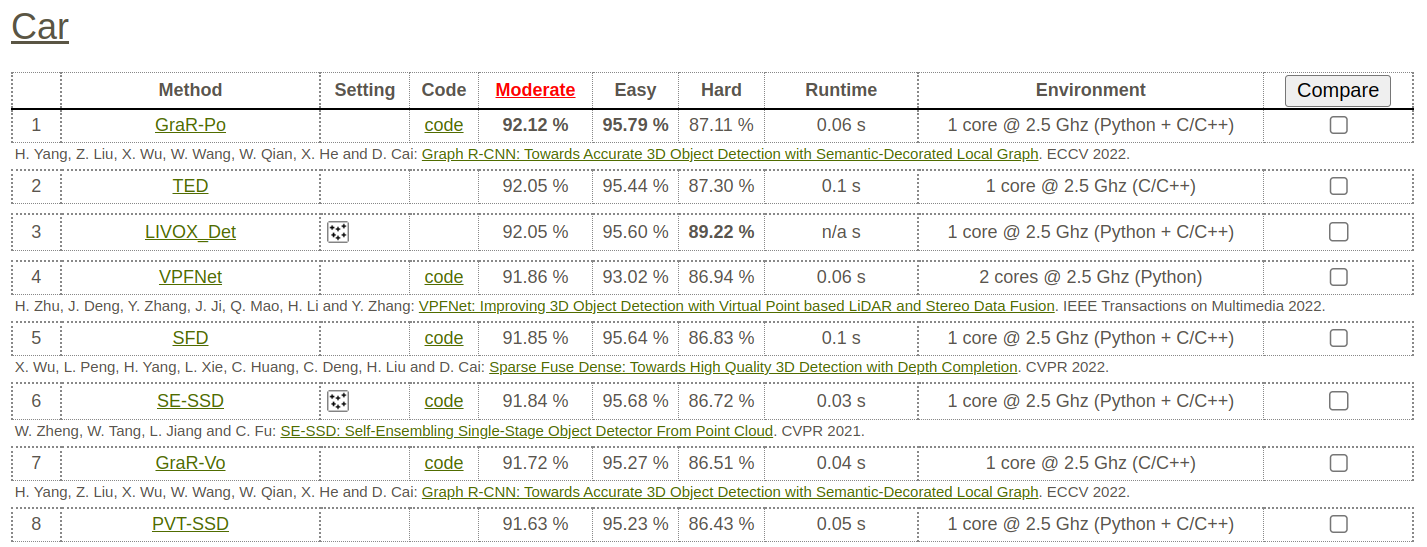 Car
Method Setting Code Moderate Easy Hard Runtime Environment Compare
1 GraR-Po code 92.12 % 95.79 % 87.11 % 0.06 s 1 core @ 2.5 Ghz (Python + C/C++)
H. Yang, Z. Liu, X. Wu, W. Wang, W. Qian, X. He and D. Cai: Graph R-CNN: Towards Accurate 3D Object Detection with Semantic-Decorated Local Graph. ECCV 2022.
2 TED 92.05 % 95.44 % 87.30 % 0.1 s 1 core @ 2.5 Ghz (C/C++)
3 LIVOX_Det 92.05 % 95.60 % 89.22 % n/a s 1 core @ 2.5 Ghz (Python + C/C++)
4 VPFNet code 91.86 % 93.02 % 86.94 % 0.06 s 2 cores @ 2.5 Ghz (Python)
H. Zhu, J. Deng, Y. Zhang, J. Ji, Q. Mao, H. Li and Y. Zhang: VPFNet: Improving 3D Object Detection with Virtual Point based LiDAR and Stereo Data Fusion. IEEE Transactions on Multimedia 2022.
5 SFD code 91.85 % 95.64 % 86.83 % 0.1 s 1 core @ 2.5 Ghz (Python + C/C++)
X. Wu, L. Peng, H. Yang, L. Xie, C. Huang, C. Deng, H. Liu and D. Cai: Sparse Fuse Dense: Towards High Quality 3D Detection with Depth Completion. CVPR 2022.
6 SE-SSD code 91.84 % 95.68 % 86.72 % 0.03 s 1 core @ 2.5 Ghz (Python + C/C++)
W. Zheng, W. Tang, L. Jiang and C. Fu: SE-SSD: Self-Ensembling Single-Stage Object Detector From Point Cloud. CVPR 2021.
7 GraR-Vo code 91.72 % 95.27 % 86.51 % 0.04 s 1 core @ 2.5 Ghz (C/C++)
H. Yang, Z. Liu, X. Wu, W. Wang, W. Qian, X. He and D. Cai: Graph R-CNN: Towards Accurate 3D Object Detection with Semantic-Decorated Local Graph. ECCV 2022.
8 PVT-SSD 91.63 % 95.23 % 86.43 % 0.05 s 1 core @ 2.5 Ghz (Python + C/C++)